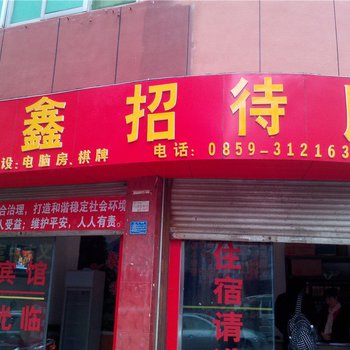 鑫招待
设:电脑房、棋牌 电话:0859-312163
合治理,打造和谐稳定社会环境
人受益;维护平安,人人有责。
宾馆
光临
住宿请